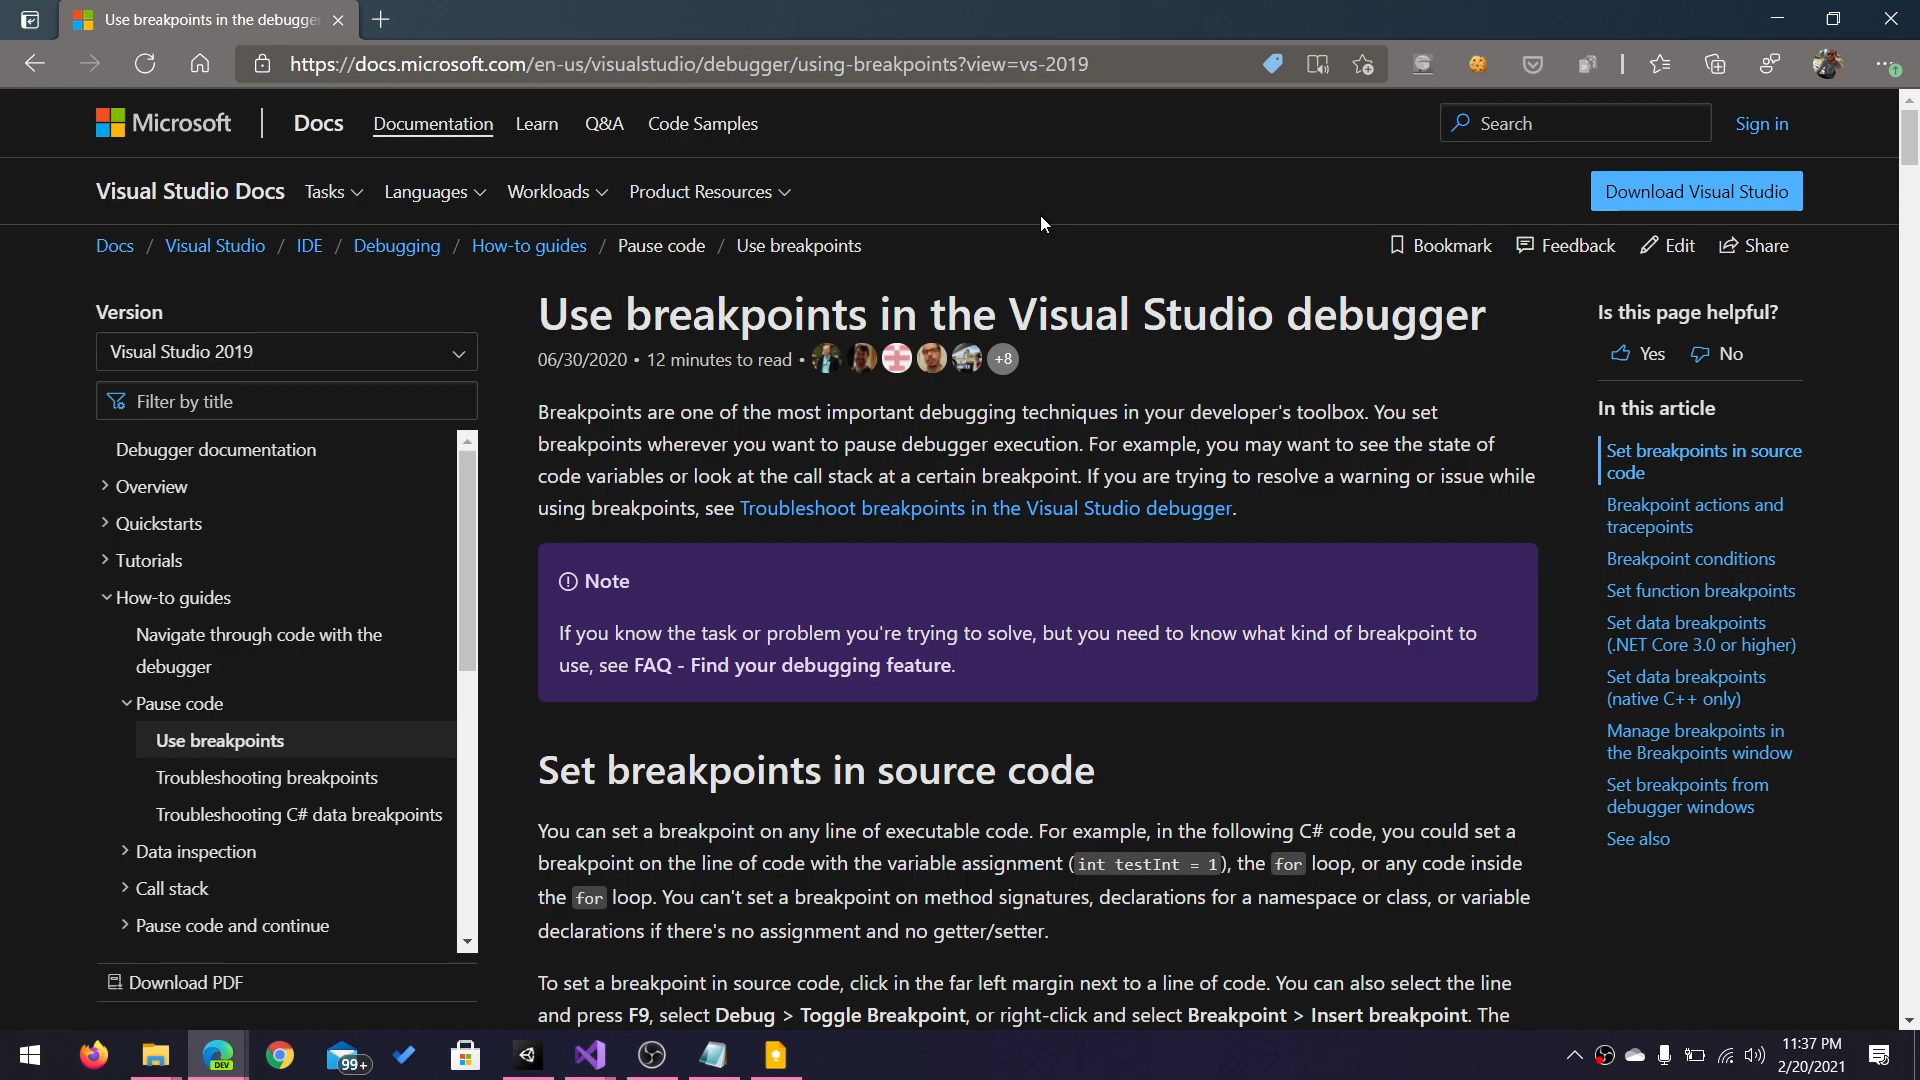 Use breakpoints in the debugge
https://docs.microsoft.com/en-us/visualstudio/debugger/using-breakpoints?view=vs-2019
Microsoft
Docs
Documentation
Learn
Q&A
Code Samples
Search
Sign in
Visual Studio Docs
Tasks
Languages
Workloads
Product Resources
Download Visual Studio
Docs / Visual Studio / IDE / Debugging / How-to guides / Pause code / Use breakpoints
Bookmark
Feedback
Edit
Share
Version
Visual Studio 2019
Filter by title
Debugger documentation
Overview
Quickstarts
Tutorials
How-to guides
Navigate through code with the
debugger
Pause code
Use breakpoints
Troubleshooting breakpoints
Troubleshooting C# data breakpoints
Data inspection
Call stack
Pause code and continue
Download PDF
Use breakpoints in the Visual Studio debugger
06/30/2020 • 12 minutes to read • +8
Breakpoints are one of the most important debugging techniques in your developer's toolbox. You set
breakpoints wherever you want to pause debugger execution. For example, you may want to see the state of
code variables or look at the call stack at a certain breakpoint. If you are trying to resolve a warning or issue while
using breakpoints, see Troubleshoot breakpoints in the Visual Studio debugger.
Note
If you know the task or problem you're trying to solve, but you need to know what kind of breakpoint to
use, see FAQ - Find your debugging feature.
Set breakpoints in source code
You can set a breakpoint on any line of executable code. For example, in the following C# code, you could set a
breakpoint on the line of code with the variable assignment (int testInt = 1), the for loop, or any code inside
the for loop. You can't set a breakpoint on method signatures, declarations for a namespace or class, or variable
declarations if there's no assignment and no getter/setter.
To set a breakpoint in source code, click in the far left margin next to a line of code. You can also select the line
and press F9, select Debug > Toggle Breakpoint, or right-click and select Breakpoint > Insert breakpoint. The
Is this page helpful?
Yes
No
In this article
Set breakpoints in source
code
Breakpoint actions and
tracepoints
Breakpoint conditions
Set function breakpoints
Set data breakpoints
(.NET Core 3.0 or higher)
Set data breakpoints
(native C++ only)
Manage breakpoints in
the Breakpoints window
Set breakpoints from
debugger windows
See also
DEV
99+
11:37 PM
2/20/2021